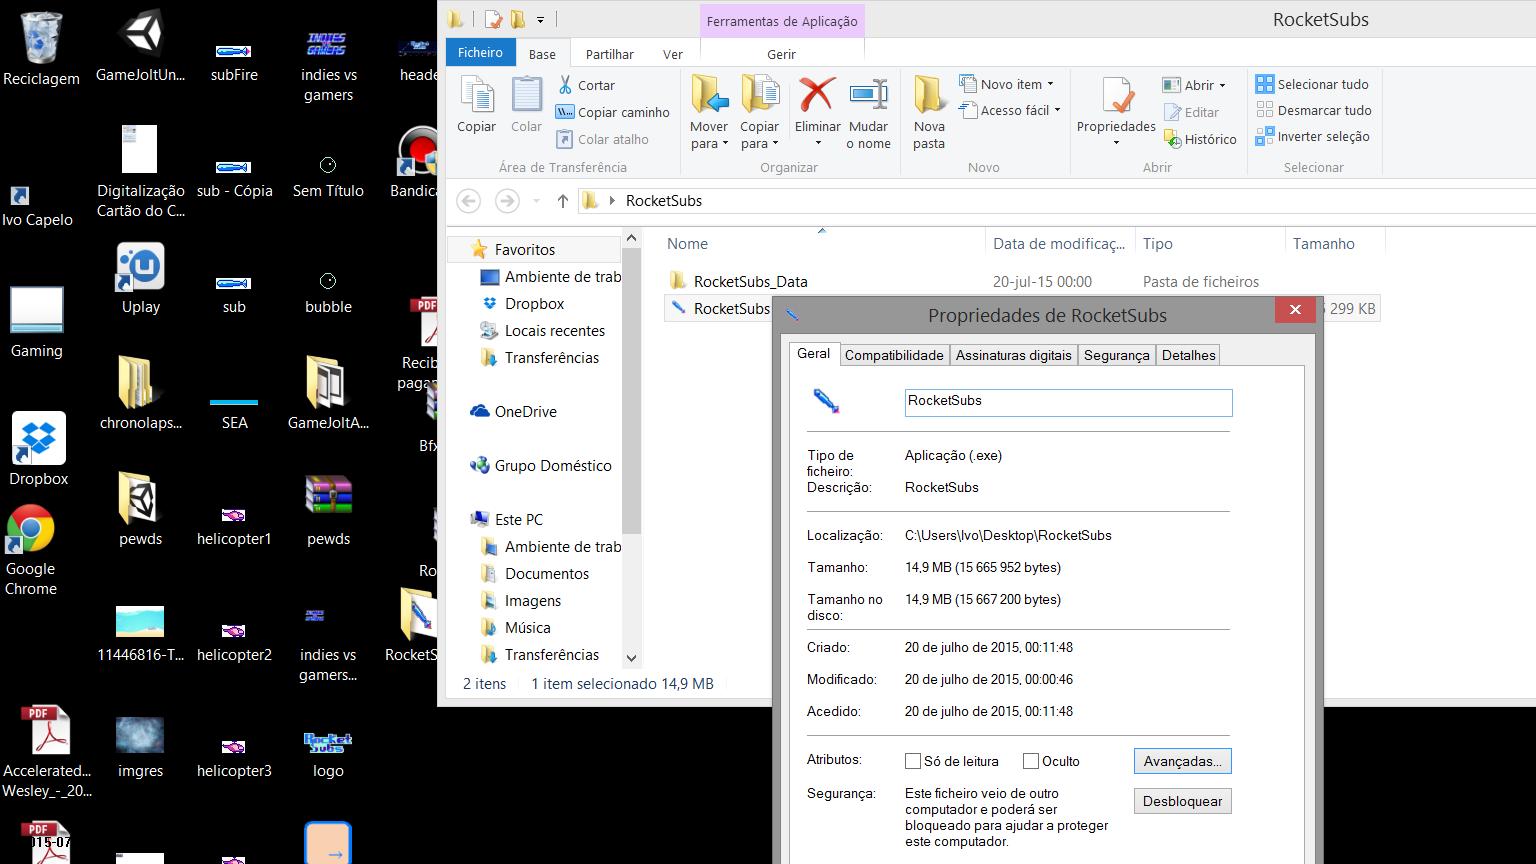 Reciclagem
GameJoltUn...
subFire
indies vs
gamers
heade
Digitalização
Cartão do C...
sub - Cópia
Sem Título
Bandica
Ivo Capelo
Uplay
sub
bubble
Gaming
PDF
Recib
paga
chronolaps...
SEA
GameJoltA...
Bfx
Dropbox
pewds
helicopter1
pewds
Google
Chrome
Ro
11446816-T...
helicopter2
indies vs
gamers...
RocketS
PDF
Accelerated...
Wesley_-_20...
imgres
helicopter3
Rocket
Subs
logo
PDF
2015-07
Ferramentas de Aplicação
RocketSubs
Ficheiro
Base
Partilhar
Ver
Gerir
Copiar
Colar
Cortar
Copiar caminho
Colar atalho
Área de Transferência
Mover
para
Copiar
para
Eliminar
Mudar
o nome
Organizar
Nova
pasta
Novo item
Acesso fácil
Novo
Propriedades
Abrir
Editar
Histórico
Abrir
Selecionar tudo
Desmarcar tudo
Inverter seleção
Selecionar
RocketSubs
Favoritos
Ambiente de trab
Dropbox
Locais recentes
Transferências
OneDrive
Grupo Doméstico
Este PC
Ambiente de trab
Documentos
Imagens
Música
Transferências
Nome
Data de modificaç...
Tipo
Tamanho
RocketSubs_Data
20-jul-15 00:00
Pasta de ficheiros
RocketSubs
299 KB
2 itens
1 item selecionado 14,9 MB
Propriedades de RocketSubs
Geral
Compatibilidade
Assinaturas digitais
Segurança
Detalhes
RocketSubs
Tipo de
ficheiro:
Aplicação (.exe)
Descrição:
RocketSubs
Localização:
C:\Users\Ivo\Desktop\RocketSubs
Tamanho:
14,9 MB (15 665 952 bytes)
Tamanho no
disco:
14,9 MB (15 667 200 bytes)
Criado:
20 de julho de 2015, 00:11:48
Modificado:
20 de julho de 2015, 00:00:46
Acedido:
20 de julho de 2015, 00:11:48
Atributos:
Só de leitura
Oculto
Avançadas...
Segurança:
Este ficheiro veio de outro
computador e poderá ser
bloqueado para ajudar a proteger
este computador.
Desbloquear